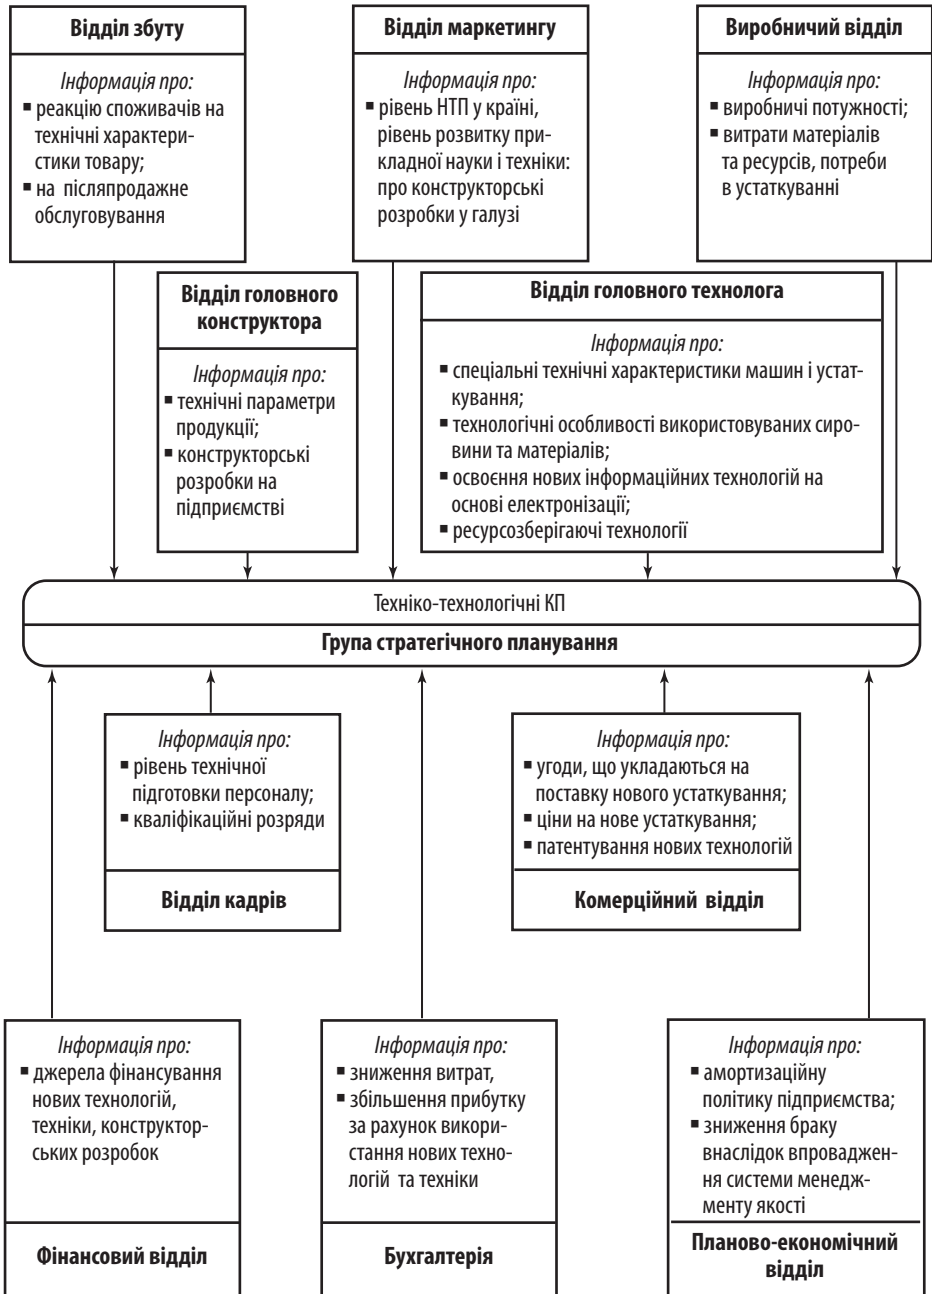 Відділ збуту
Інформація про:
▪ реакцію споживачів на
технічні характери-
стики товару;
▪ на післяпродажне
обслуговування
Відділ маркетингу
Інформація про:
▪ рівень НТП у країні,
рівень розвитку при-
кладної науки і техніки:
про конструкторські
розробки у галузі
Виробничий відділ
Інформація про:
▪ виробничі потужності;
▪ витрати матеріалів
та ресурсів, потреби
в устаткуванні
Відділ головного
конструктора
Інформація про:
▪ технічні параметри
продукції;
▪ конструкторські
розробки на
підприємстві
Відділ головного технолога
Інформація про:
▪ спеціальні технічні характеристики машин і устат-
кування;
▪ технологічні особливості використовуваних сиро-
вини та матеріалів;
▪ освоєння нових інформаційних технологій на
основі електронізації;
▪ ресурсозберігаючі технології
Техніко-технологічні КП
Група стратегічного планування
Інформація про:
▪ рівень технічної
підготовки персоналу;
▪ кваліфікаційні розряди
Відділ кадрів
Інформація про:
▪ угоди, що укладаються на
поставку нового устаткування;
▪ ціни на нове устаткування;
▪ патентування нових технологій
Комерційний відділ
Інформація про:
▪ джерела фінансування
нових технологій,
техніки, конструктор-
ських розробок
Фінансовий відділ
Інформація про:
▪ зниження витрат,
▪ збільшення прибутку
за рахунок викори-
стання нових техно-
логій та техніки
Бухгалтерія
Інформація про:
▪ амортизаційну
політику підприємства;
▪ зниження браку
внаслідок впроваджен-
ня системи менедж-
менту якості
Планово-економічний
відділ